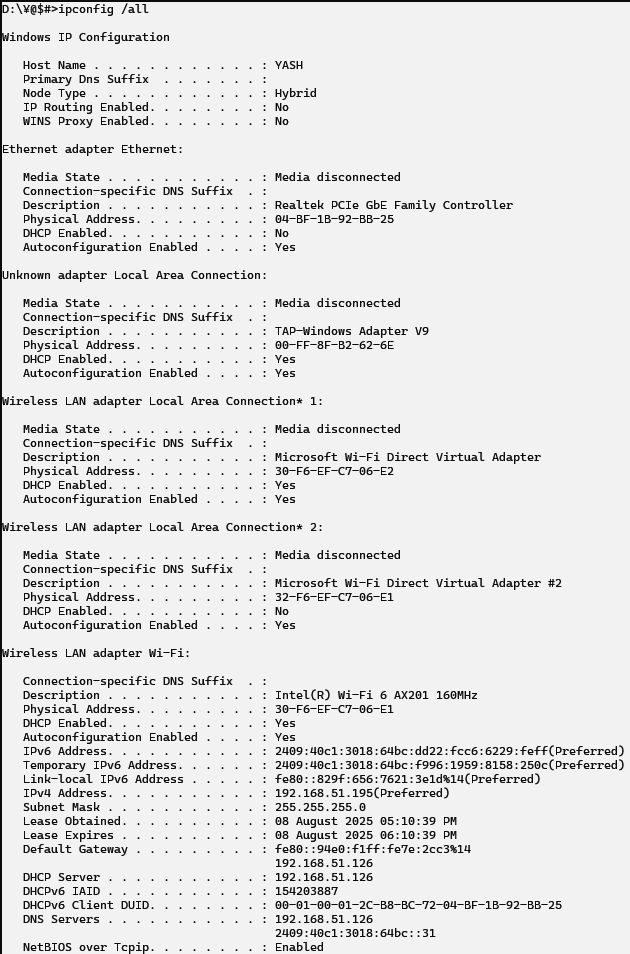 D:\¥@$#>ipconfig /all
Windows IP Configuration
Host Name . . . . . . . . . . . . : YASH
Primary Dns Suffix  . . . . . . . :
Node Type . . . . . . . . . . . . : Hybrid
IP Routing Enabled. . . . . . . . : No
WINS Proxy Enabled. . . . . . . . : No
Ethernet adapter Ethernet:
Media State . . . . . . . . . . . : Media disconnected
Connection-specific DNS Suffix  . :
Description . . . . . . . . . . . : Realtek PCIe GbE Family Controller
Physical Address. . . . . . . . . : 04-BF-1B-92-BB-25
DHCP Enabled. . . . . . . . . . . : No
Autoconfiguration Enabled . . . . : Yes
Unknown adapter Local Area Connection:
Media State . . . . . . . . . . . : Media disconnected
Connection-specific DNS Suffix  . :
Description . . . . . . . . . . . : TAP-Windows Adapter V9
Physical Address. . . . . . . . . : 00-FF-8F-B2-62-6E
DHCP Enabled. . . . . . . . . . . : Yes
Autoconfiguration Enabled . . . . : Yes
Wireless LAN adapter Local Area Connection* 1:
Media State . . . . . . . . . . . : Media disconnected
Connection-specific DNS Suffix  . :
Description . . . . . . . . . . . : Microsoft Wi-Fi Direct Virtual Adapter
Physical Address. . . . . . . . . : 30-F6-EF-C7-06-E2
DHCP Enabled. . . . . . . . . . . : Yes
Autoconfiguration Enabled . . . . : Yes
Wireless LAN adapter Local Area Connection* 2:
Media State . . . . . . . . . . . : Media disconnected
Connection-specific DNS Suffix  . :
Description . . . . . . . . . . . : Microsoft Wi-Fi Direct Virtual Adapter #2
Physical Address. . . . . . . . . : 32-F6-EF-C7-06-E1
DHCP Enabled. . . . . . . . . . . : No
Autoconfiguration Enabled . . . . : Yes
Wireless LAN adapter Wi-Fi:
Connection-specific DNS Suffix  . :
Description . . . . . . . . . . . : Intel(R) Wi-Fi 6 AX201 160MHz
Physical Address. . . . . . . . . : 30-F6-EF-C7-06-E1
DHCP Enabled. . . . . . . . . . . : Yes
Autoconfiguration Enabled . . . . : Yes
IPv6 Address. . . . . . . . . . . : 2409:40c1:3018:64bc:dd22:fcc6:6229:feff(Preferred)
Temporary IPv6 Address. . . . . . : 2409:40c1:3018:64bc:f996:1959:8158:250c(Preferred)
Link-local IPv6 Address . . . . . : fe80::829f:656:7621:3e1d%14(Preferred)
IPv4 Address. . . . . . . . . . . : 192.168.51.195(Preferred)
Subnet Mask . . . . . . . . . . . : 255.255.255.0
Lease Obtained. . . . . . . . . . : 08 August 2025 05:10:39 PM
Lease Expires . . . . . . . . . . : 08 August 2025 06:10:39 PM
Default Gateway . . . . . . . . . : fe80::94e0:f1ff:fe7e:2cc3%14
192.168.51.126
DHCP Server . . . . . . . . . . . : 192.168.51.126
DHCPv6 IAID . . . . . . . . . . . : 154203887
DHCPv6 Client DUID. . . . . . . . : 00-01-00-01-2C-B8-BC-72-04-BF-1B-92-BB-25
DNS Servers . . . . . . . . . . . : 192.168.51.126
2409:40c1:3018:64bc::31
NetBIOS over Tcpip. . . . . . . . : Enabled